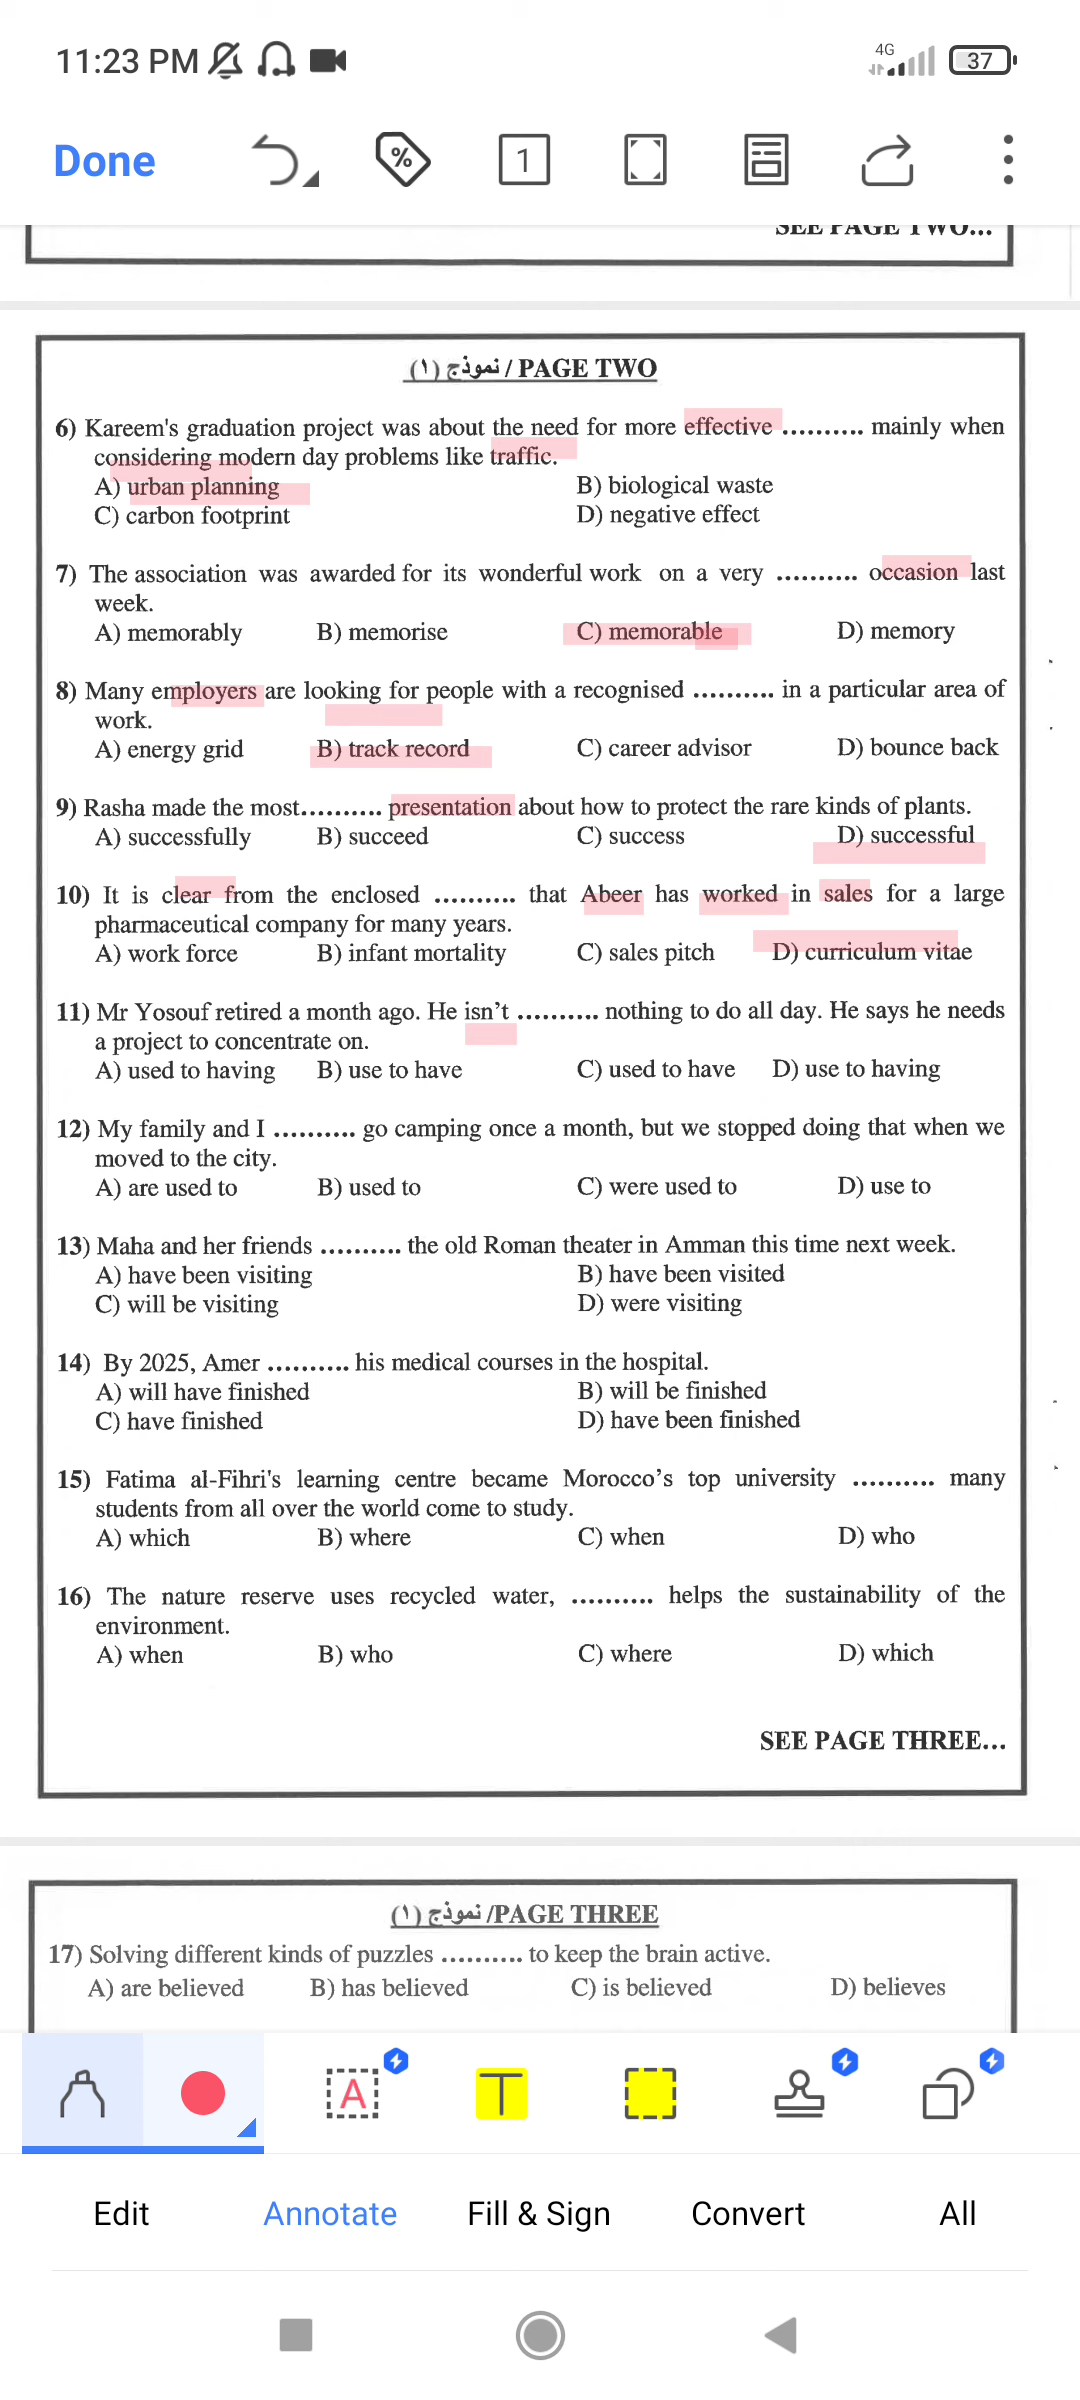 11:23 PM
4G
37
Done
%
1
SEE PAGE TWO...
(١) نموذج / PAGE TWO
6) Kareem's graduation project was about the need for more effective .......... mainly when
considering modern day problems like traffic.
A) urban planning B) biological waste
C) carbon footprint D) negative effect
7) The association was awarded for its wonderful work on a very .......... occasion last
week.
A) memorably B) memorise C) memorable D) memory
8) Many employers are looking for people with a recognised .......... in a particular area of
work.
A) energy grid B) track record C) career advisor D) bounce back
9) Rasha made the most.......... presentation about how to protect the rare kinds of plants.
A) successfully B) succeed C) success D) successful
10) It is clear from the enclosed .......... that Abeer has worked in sales for a large
pharmaceutical company for many years.
A) work force B) infant mortality C) sales pitch D) curriculum vitae
11) Mr Yosouf retired a month ago. He isn't .......... nothing to do all day. He says he needs
a project to concentrate on.
A) used to having B) use to have C) used to have D) use to having
12) My family and I .......... go camping once a month, but we stopped doing that when we
moved to the city.
A) are used to B) used to C) were used to D) use to
13) Maha and her friends .......... the old Roman theater in Amman this time next week.
A) have been visiting B) have been visited
C) will be visiting D) were visiting
14) By 2025, Amer .......... his medical courses in the hospital.
A) will have finished B) will be finished
C) have finished D) have been finished
15) Fatima al-Fihri's learning centre became Morocco's top university .......... many
students from all over the world come to study.
A) which B) where C) when D) who
16) The nature reserve uses recycled water, .......... helps the sustainability of the
environment.
A) when B) who C) where D) which
SEE PAGE THREE...
(١) نموذج /PAGE THREE
17) Solving different kinds of puzzles .......... to keep the brain active.
A) are believed B) has believed C) is believed D) believes
A
T
Edit Annotate Fill & Sign Convert All